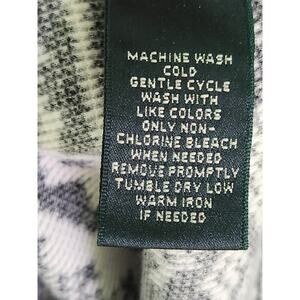 MACHINE WASH
COLD
GENTLE CYCLE
WASH WITH
LIKE COLORS
ONLY NON-
CHLORINE BLEACH
WHEN NEEDED
REMOVE PROMPTLY
TUMBLE DRY LOW
WARM IRON
IF NEEDED